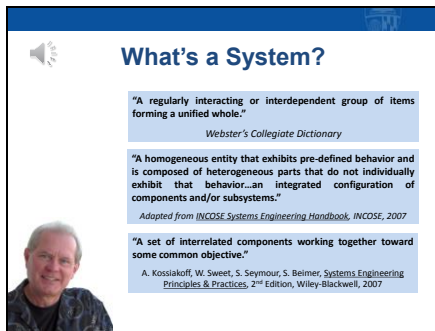 What's a System?
"A regularly interacting or interdependent group of items
forming a unified whole."
Webster's Collegiate Dictionary
"A homogeneous entity that exhibits pre-defined behavior and
is composed of heterogeneous parts that do not individually
exhibit that behavior...an integrated configuration of
components and/or subsystems."
Adapted from INCOSE Systems Engineering Handbook, INCOSE, 2007
"A set of interrelated components working together toward
some common objective."
A. Kossiakoff, W. Sweet, S. Seymour, S. Beimer, Systems Engineering
Principles & Practices, 2nd Edition, Wiley-Blackwell, 2007